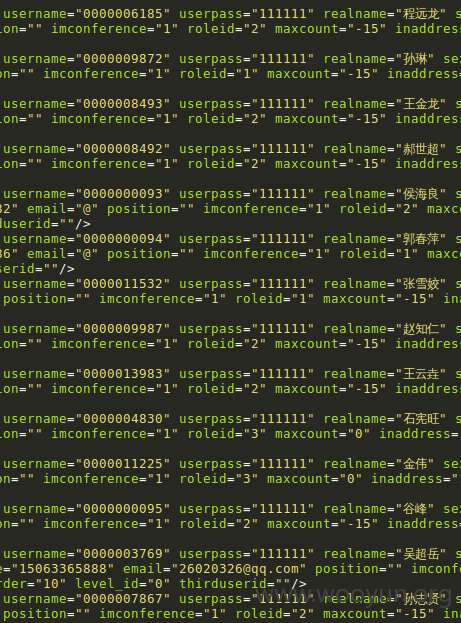 username="0000006185" userpass="111111" realname="程远龙" s
ion="" imconference="1" roleid="2" maxcount="-15" inaddress
username="0000009872" userpass="111111" realname="孙琳" se
on="" imconference="1" roleid="1" maxcount="-15" inaddress=
username="0000008493" userpass="111111" realname="王金龙" s
on="" imconference="1" roleid="2" maxcount="-15" inaddress
username="0000008492" userpass="111111" realname="郝世超" s
ion="" imconference="1" roleid="2" maxcount="-15" inaddress
username="0000000093" userpass="111111" realname="侯海良" s
32" email="@" position="" imconference="1" roleid="2" maxco
duserid=""/>
username="0000000094" userpass="111111" realname="郭春萍" s
36" email="@" position="" imconference="1" roleid="1" maxc
serid=""/>
username="0000011532" userpass="111111" realname="张雪姣" s
position="" imconference="1" roleid="1" maxcount="-15" ina
username="0000009987" userpass="111111" realname="赵知仁" s
ion="" imconference="1" roleid="2" maxcount="-15" inaddress
username="0000013983" userpass="111111" realname="王云垚" s
ion="" imconference="1" roleid="2" maxcount="-15" inaddress
username="0000004830" userpass="111111" realname="石宪旺" s
ion="" imconference="1" roleid="3" maxcount="0" inaddress=
username="0000011225" userpass="111111" realname="金伟" se
on="" imconference="1" roleid="3" maxcount="0" inaddress="
username="0000000095" userpass="111111" realname="谷峰" se
on="" imconference="1" roleid="2" maxcount="-15" inaddress
username="0000003769" userpass="111111" realname="吴超岳" s
e="15063365888" email="26020326@qq.com" position="" imconfe
rder="10" level_id="0" thirduserid=""/>
username="0000007867" userpass="111111" realname="孙志贤" s
position="" imconference="1" roleid="2" maxcount="-15" ina
www.wooyun.org